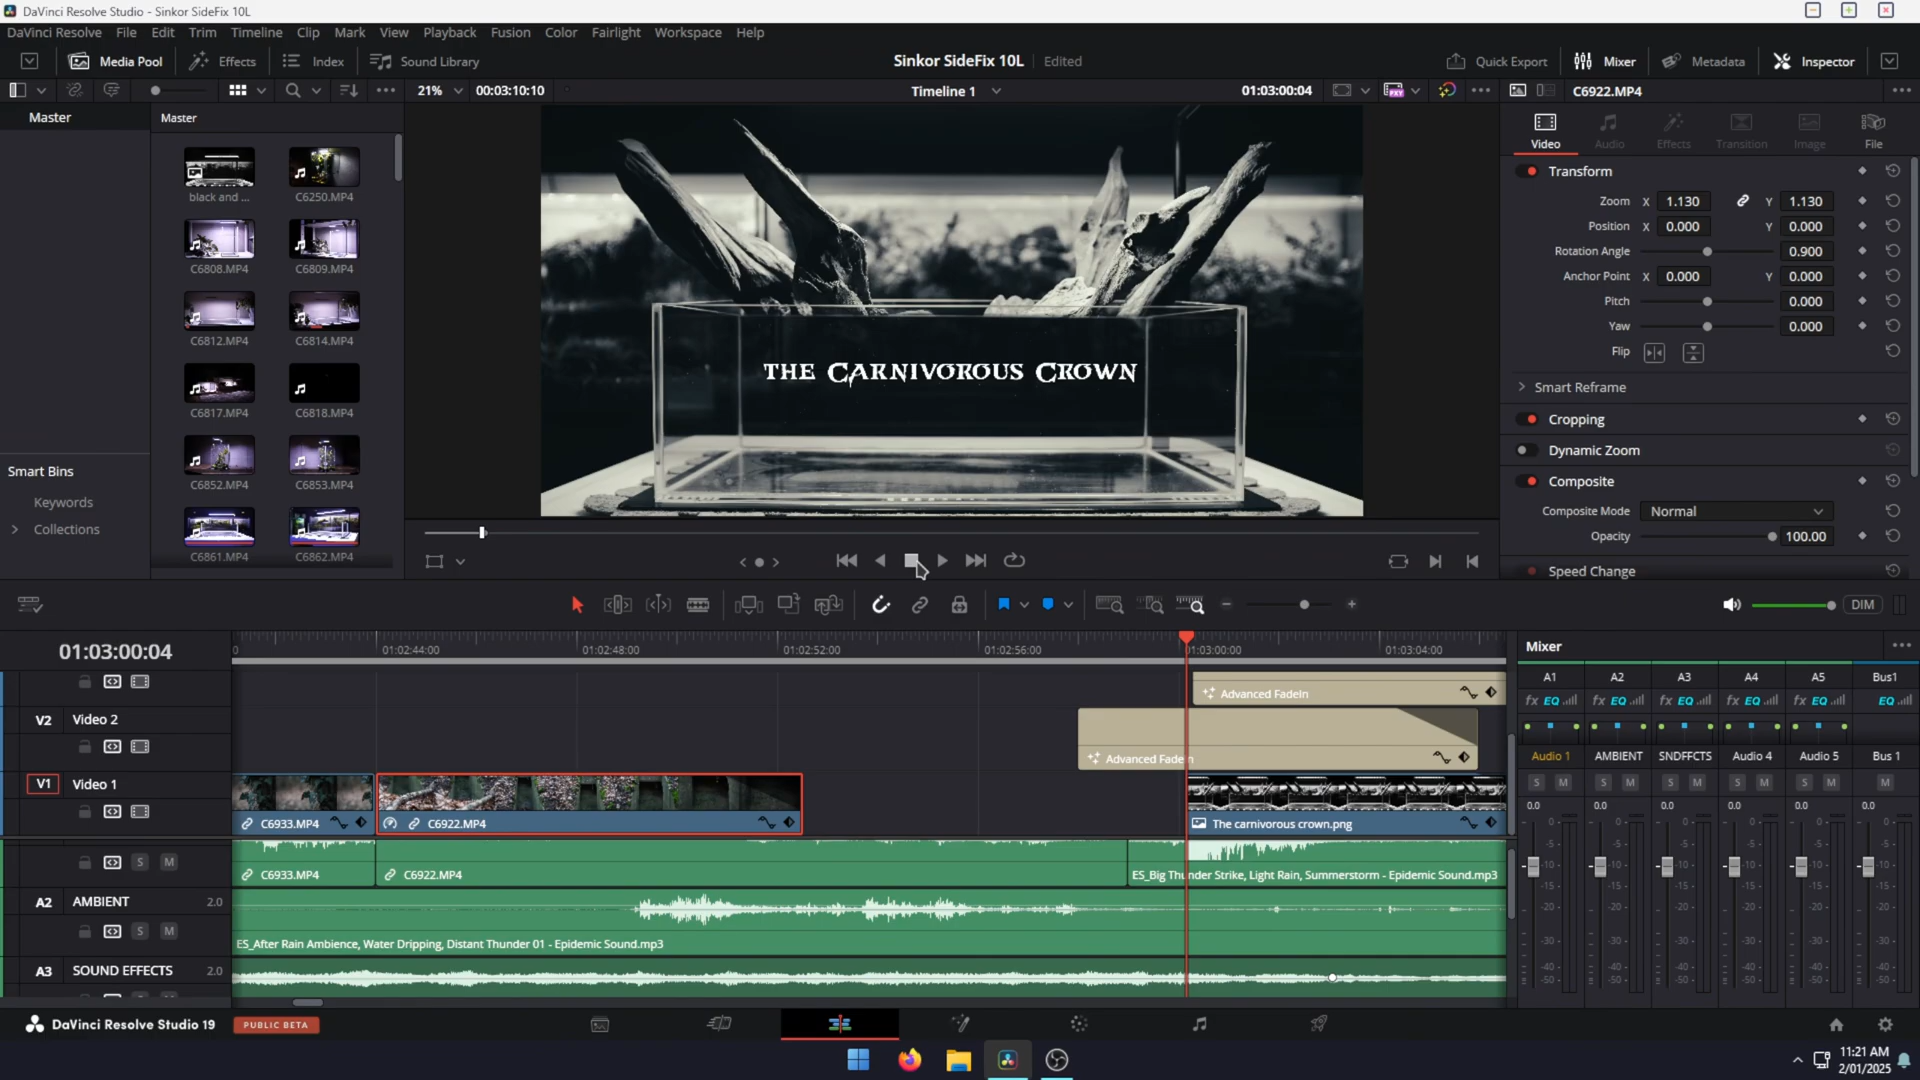 DaVinci Resolve Studio - Sinkor SideFix 10L
DaVinci Resolve File Edit Trim Timeline Clip Mark View Playback Fusion Color Fairlight Workspace Help
Media Pool Effects Index Sound Library Sinkor SideFix 10L Edited Quick Export Mixer Metadata Inspector
21% 00:03:10:10 Timeline 1 01:03:00:04 C6922.MP4
Master Master
black and ... C6250.MP4
C6808.MP4 C6809.MP4
C6812.MP4 C6814.MP4
C6817.MP4 C6818.MP4
C6852.MP4 C6853.MP4
C6861.MP4 C6862.MP4
Smart Bins
Keywords
Collections
THE CARNIVOROUS CROWN
Video Audio Effects Transition Image File
Transform
Zoom X 1.130 Y 1.130
Position X 0.000 Y 0.000
Rotation Angle 0.900
Anchor Point X 0.000 Y 0.000
Pitch 0.000
Yaw 0.000
Flip
Smart Reframe
Cropping
Dynamic Zoom
Composite
Composite Mode Normal
Opacity 100.00
Speed Change
DIM
01:03:00:04
01:02:44:00 01:02:48:00 01:02:52:00 01:02:56:00 01:03:00:00 01:03:04:00
Advanced FadeIn
V2 Video 2
Advanced FadeIn
V1 Video 1
C6933.MP4 C6922.MP4 The carnivorous crown.png
S M
C6933.MP4 C6922.MP4 ES_Big Thunder Strike, Light Rain, Summerstorm - Epidemic Sound.mp3
A2 AMBIENT 2.0
S M
ES_After Rain Ambience, Water Dripping, Distant Thunder 01 - Epidemic Sound.mp3
A3 SOUND EFFECTS 2.0
Mixer
A1 A2 A3 A4 A5 Bus1
fx EQ fx EQ fx EQ fx EQ fx EQ EQ
Audio 1 AMBIENT SNDFFCTS Audio 4 Audio 5 Bus 1
S M S M S M S M S M M
0.0 0.0 0.0 0.0 0.0 0.0
0- 0- 0- 0- 0- 0-
-5- -5- -5- -5- -5- -5-
-10- -10- -10- -10- -10- -10-
-15- -15- -15- -15- -15- -15-
-20- -20- -20- -20- -20- -20-
-30- -30- -30- -30- -30- -30-
-40- -40- -40- -40- -40- -40-
-50- -50- -50- -50- -50- -50-
DaVinci Resolve Studio 19 PUBLIC BETA
11:21 AM
2/01/2025